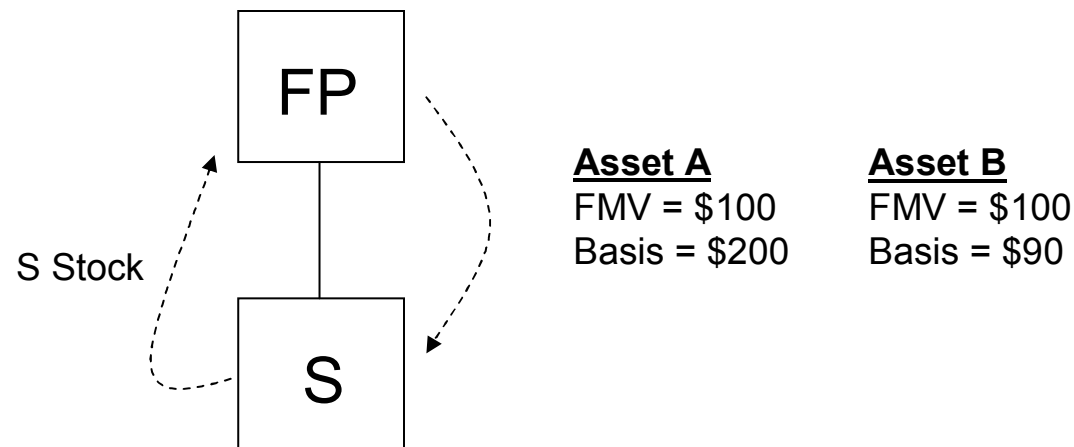 FP
Asset A
FMV = $100
Basis = $200
Asset B
FMV = $100
Basis = $90
S Stock
S